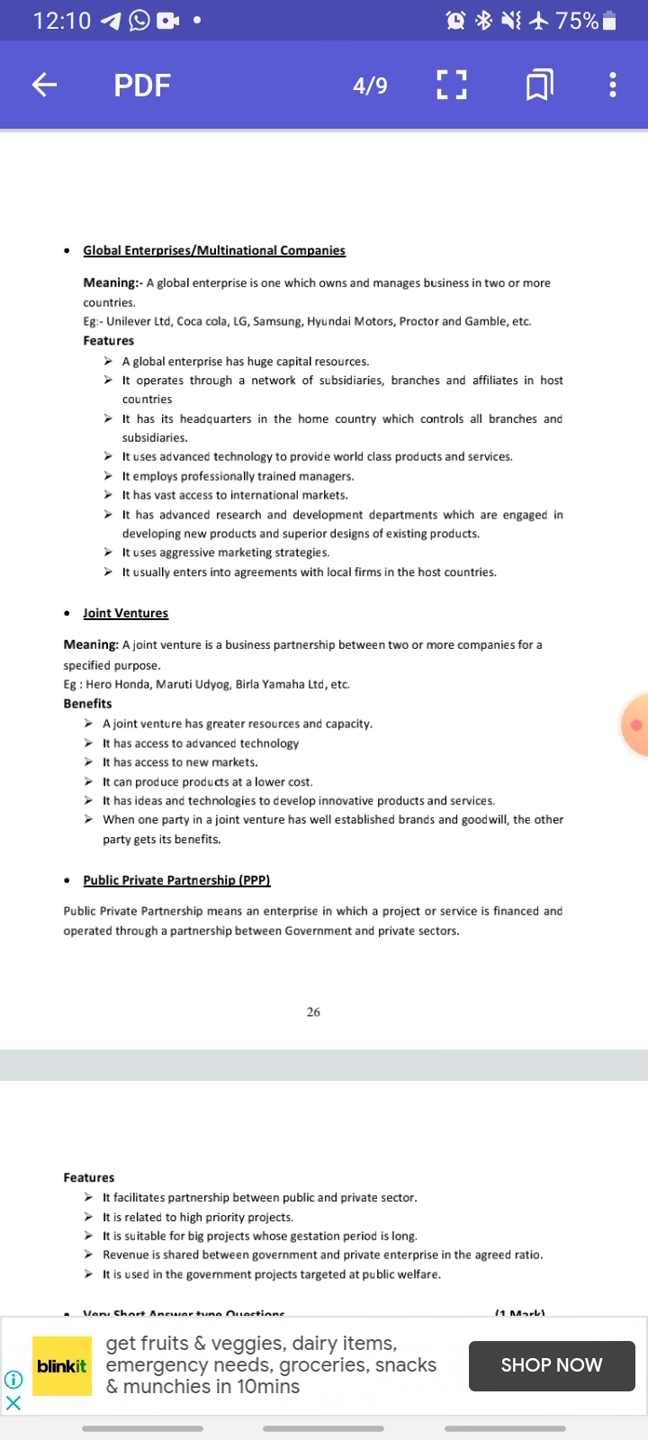 12:10 75%
PDF 4/9
• Global Enterprises/Multinational Companies
Meaning:- A global enterprise is one which owns and manages business in two or more
countries.
Eg:- Unilever Ltd, Coca cola, LG, Samsung, Hyundai Motors, Proctor and Gamble, etc.
Features
➢ A global enterprise has huge capital resources.
➢ It operates through a network of subsidiaries, branches and affiliates in host
countries
➢ It has its headquarters in the home country which controls all branches and
subsidiaries.
➢ It uses advanced technology to provide world class products and services.
➢ It employs professionally trained managers.
➢ It has vast access to international markets.
➢ It has advanced research and development departments which are engaged in
developing new products and superior designs of existing products.
➢ It uses aggressive marketing strategies.
➢ It usually enters into agreements with local firms in the host countries.
• Joint Ventures
Meaning: A joint venture is a business partnership between two or more companies for a
specified purpose.
Eg : Hero Honda, Maruti Udyog, Birla Yamaha Ltd, etc.
Benefits
➢ A joint venture has greater resources and capacity.
➢ It has access to advanced technology
➢ It has access to new markets.
➢ It can produce products at a lower cost.
➢ It has ideas and technologies to develop innovative products and services.
➢ When one party in a joint venture has well established brands and goodwill, the other
party gets its benefits.
• Public Private Partnership (PPP)
Public Private Partnership means an enterprise in which a project or service is financed and
operated through a partnership between Government and private sectors.
26
Features
➢ It facilitates partnership between public and private sector.
➢ It is related to high priority projects.
➢ It is suitable for big projects whose gestation period is long.
➢ Revenue is shared between government and private enterprise in the agreed ratio.
➢ It is used in the government projects targeted at public welfare.
• Very Short Answer type Questions (1 Mark)
blinkit
get fruits & veggies, dairy items,
emergency needs, groceries, snacks
& munchies in 10mins
SHOP NOW